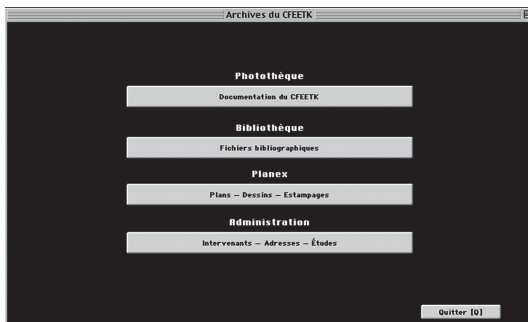 Archives du CFEETK
Photothèque
Documentation du CFEETK
Bibliothèque
Fichiers bibliographiques
Planex
Plans – Dessins – Estampages
Administration
Intervenants – Adresses – Études
Quitter [Q]